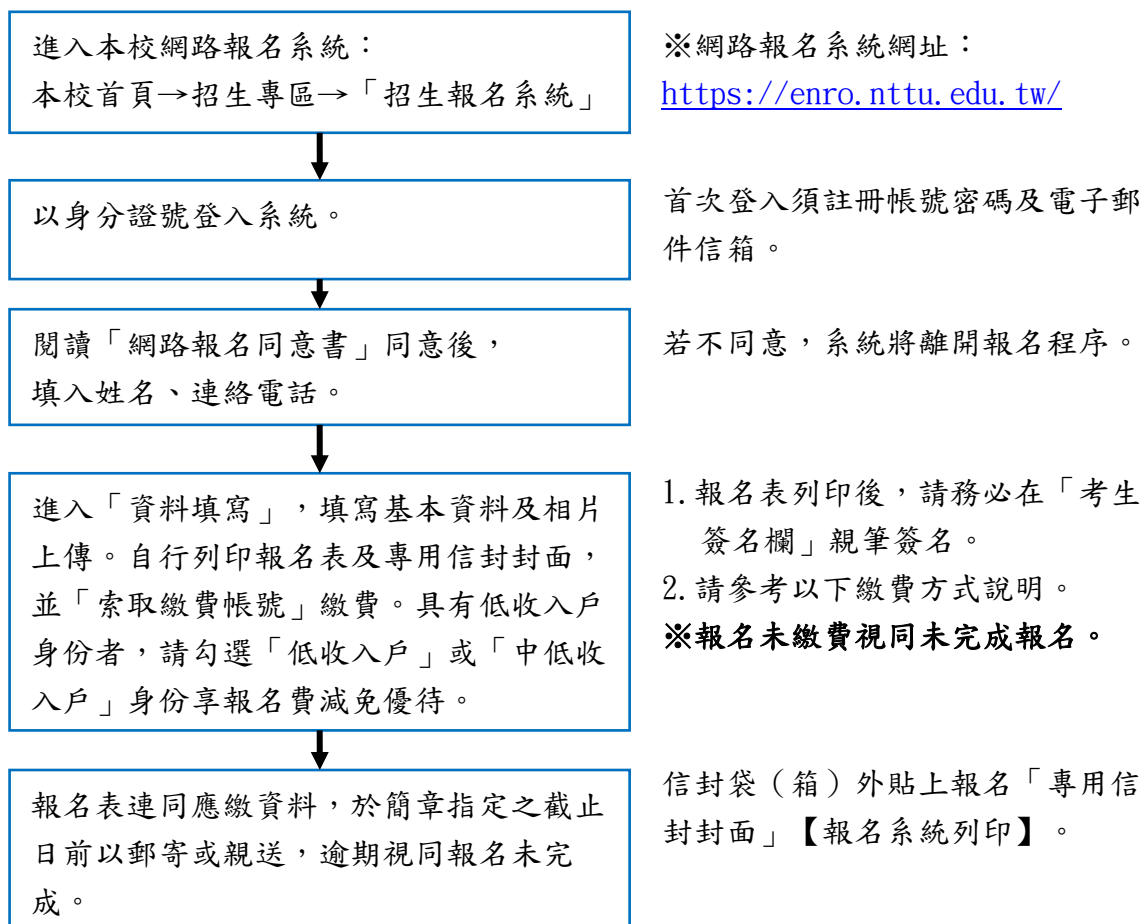 進入本校網路報名系統：
本校首頁→招生專區→「招生報名系統」
※網路報名系統網址：
https://enro.nttu.edu.tw/
以身分證號登入系統。
首次登入須註冊帳號密碼及電子郵
件信箱。
閱讀「網路報名同意書」同意後，
填入姓名、連絡電話。
若不同意，系統將離開報名程序。
進入「資料填寫」，填寫基本資料及相片
上傳。自行列印報名表及專用信封封面，
並「索取繳費帳號」繳費。具有低收入戶
身份者，請勾選「低收入戶」或「中低收
入戶」身份享報名費減免優待。
1.報名表列印後，請務必在「考生
簽名欄」親筆簽名。
2.請參考以下繳費方式說明。
※報名未繳費視同未完成報名。
報名表連同應繳資料，於簡章指定之截止
日前以郵寄或親送，逾期視同報名未完
成。
信封袋（箱）外貼上報名「專用信
封封面」【報名系統列印】。